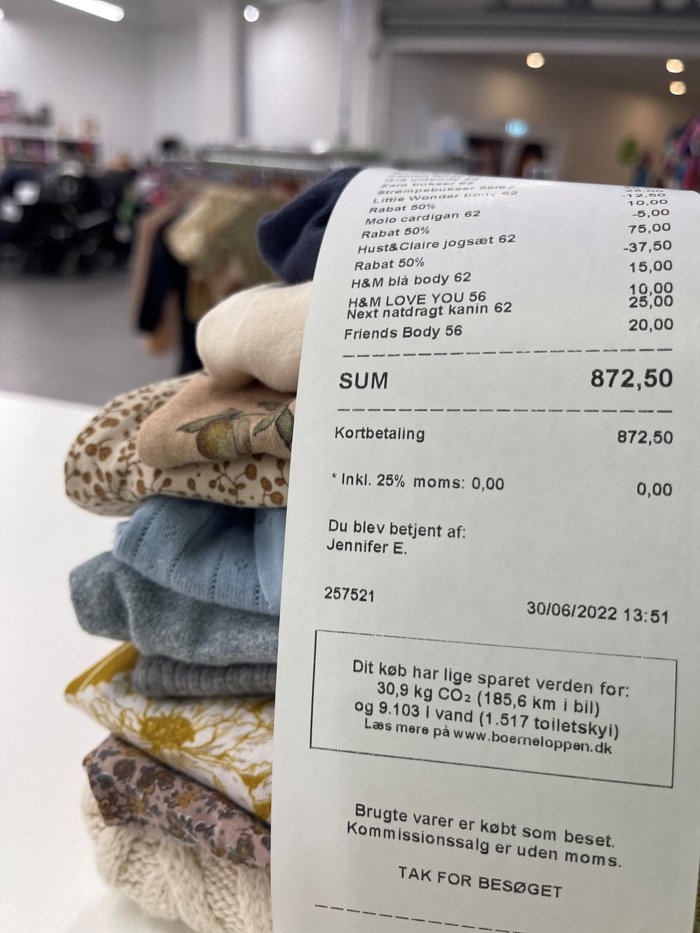 Zara bukser 62
Strømpebukser 56/62
Little Wonder body 62
Rabat 50%
Molo cardigan 62
Rabat 50%
Hust&Claire jogsæt 62
Rabat 50%
H&M blå body 62
H&M LOVE YOU 56
Next natdragt kanin 62
Friends Body 56
25,00
-12,50
10,00
-5,00
75,00
-37,50
15,00
10,00
25,00
20,00
SUM 872,50
Kortbetaling 872,50
* Inkl. 25% moms: 0,00 0,00
Du blev betjent af:
Jennifer E.
257521 30/06/2022 13:51
Dit køb har lige sparet verden for:
30,9 kg CO₂ (185,6 km i bil)
og 9.103 l vand (1.517 toiletskyl)
Læs mere på www.boerneloppen.dk
Brugte varer er købt som beset.
Kommissionssalg er uden moms.
TAK FOR BESØGET